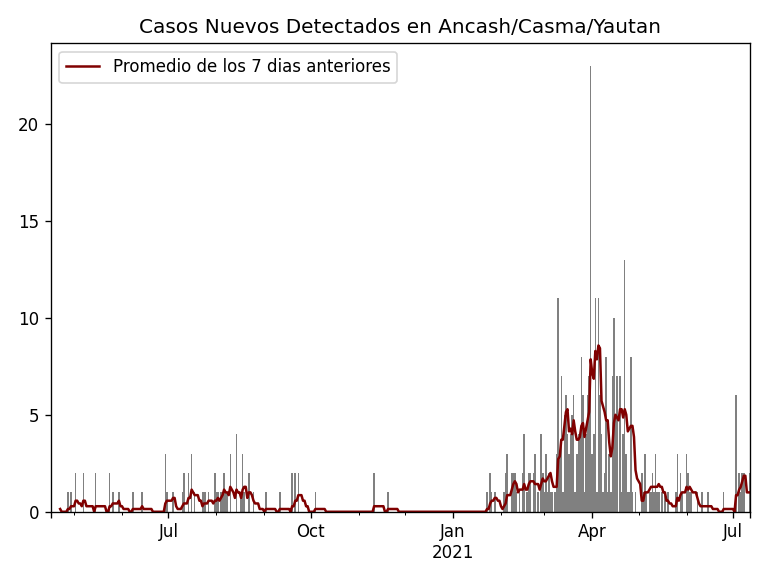 Casos Nuevos Detectados en Ancash/Casma/Yautan
Promedio de los 7 dias anteriores
20
15
10
5
0
Jul
Oct
Jan
2021
Apr
Jul